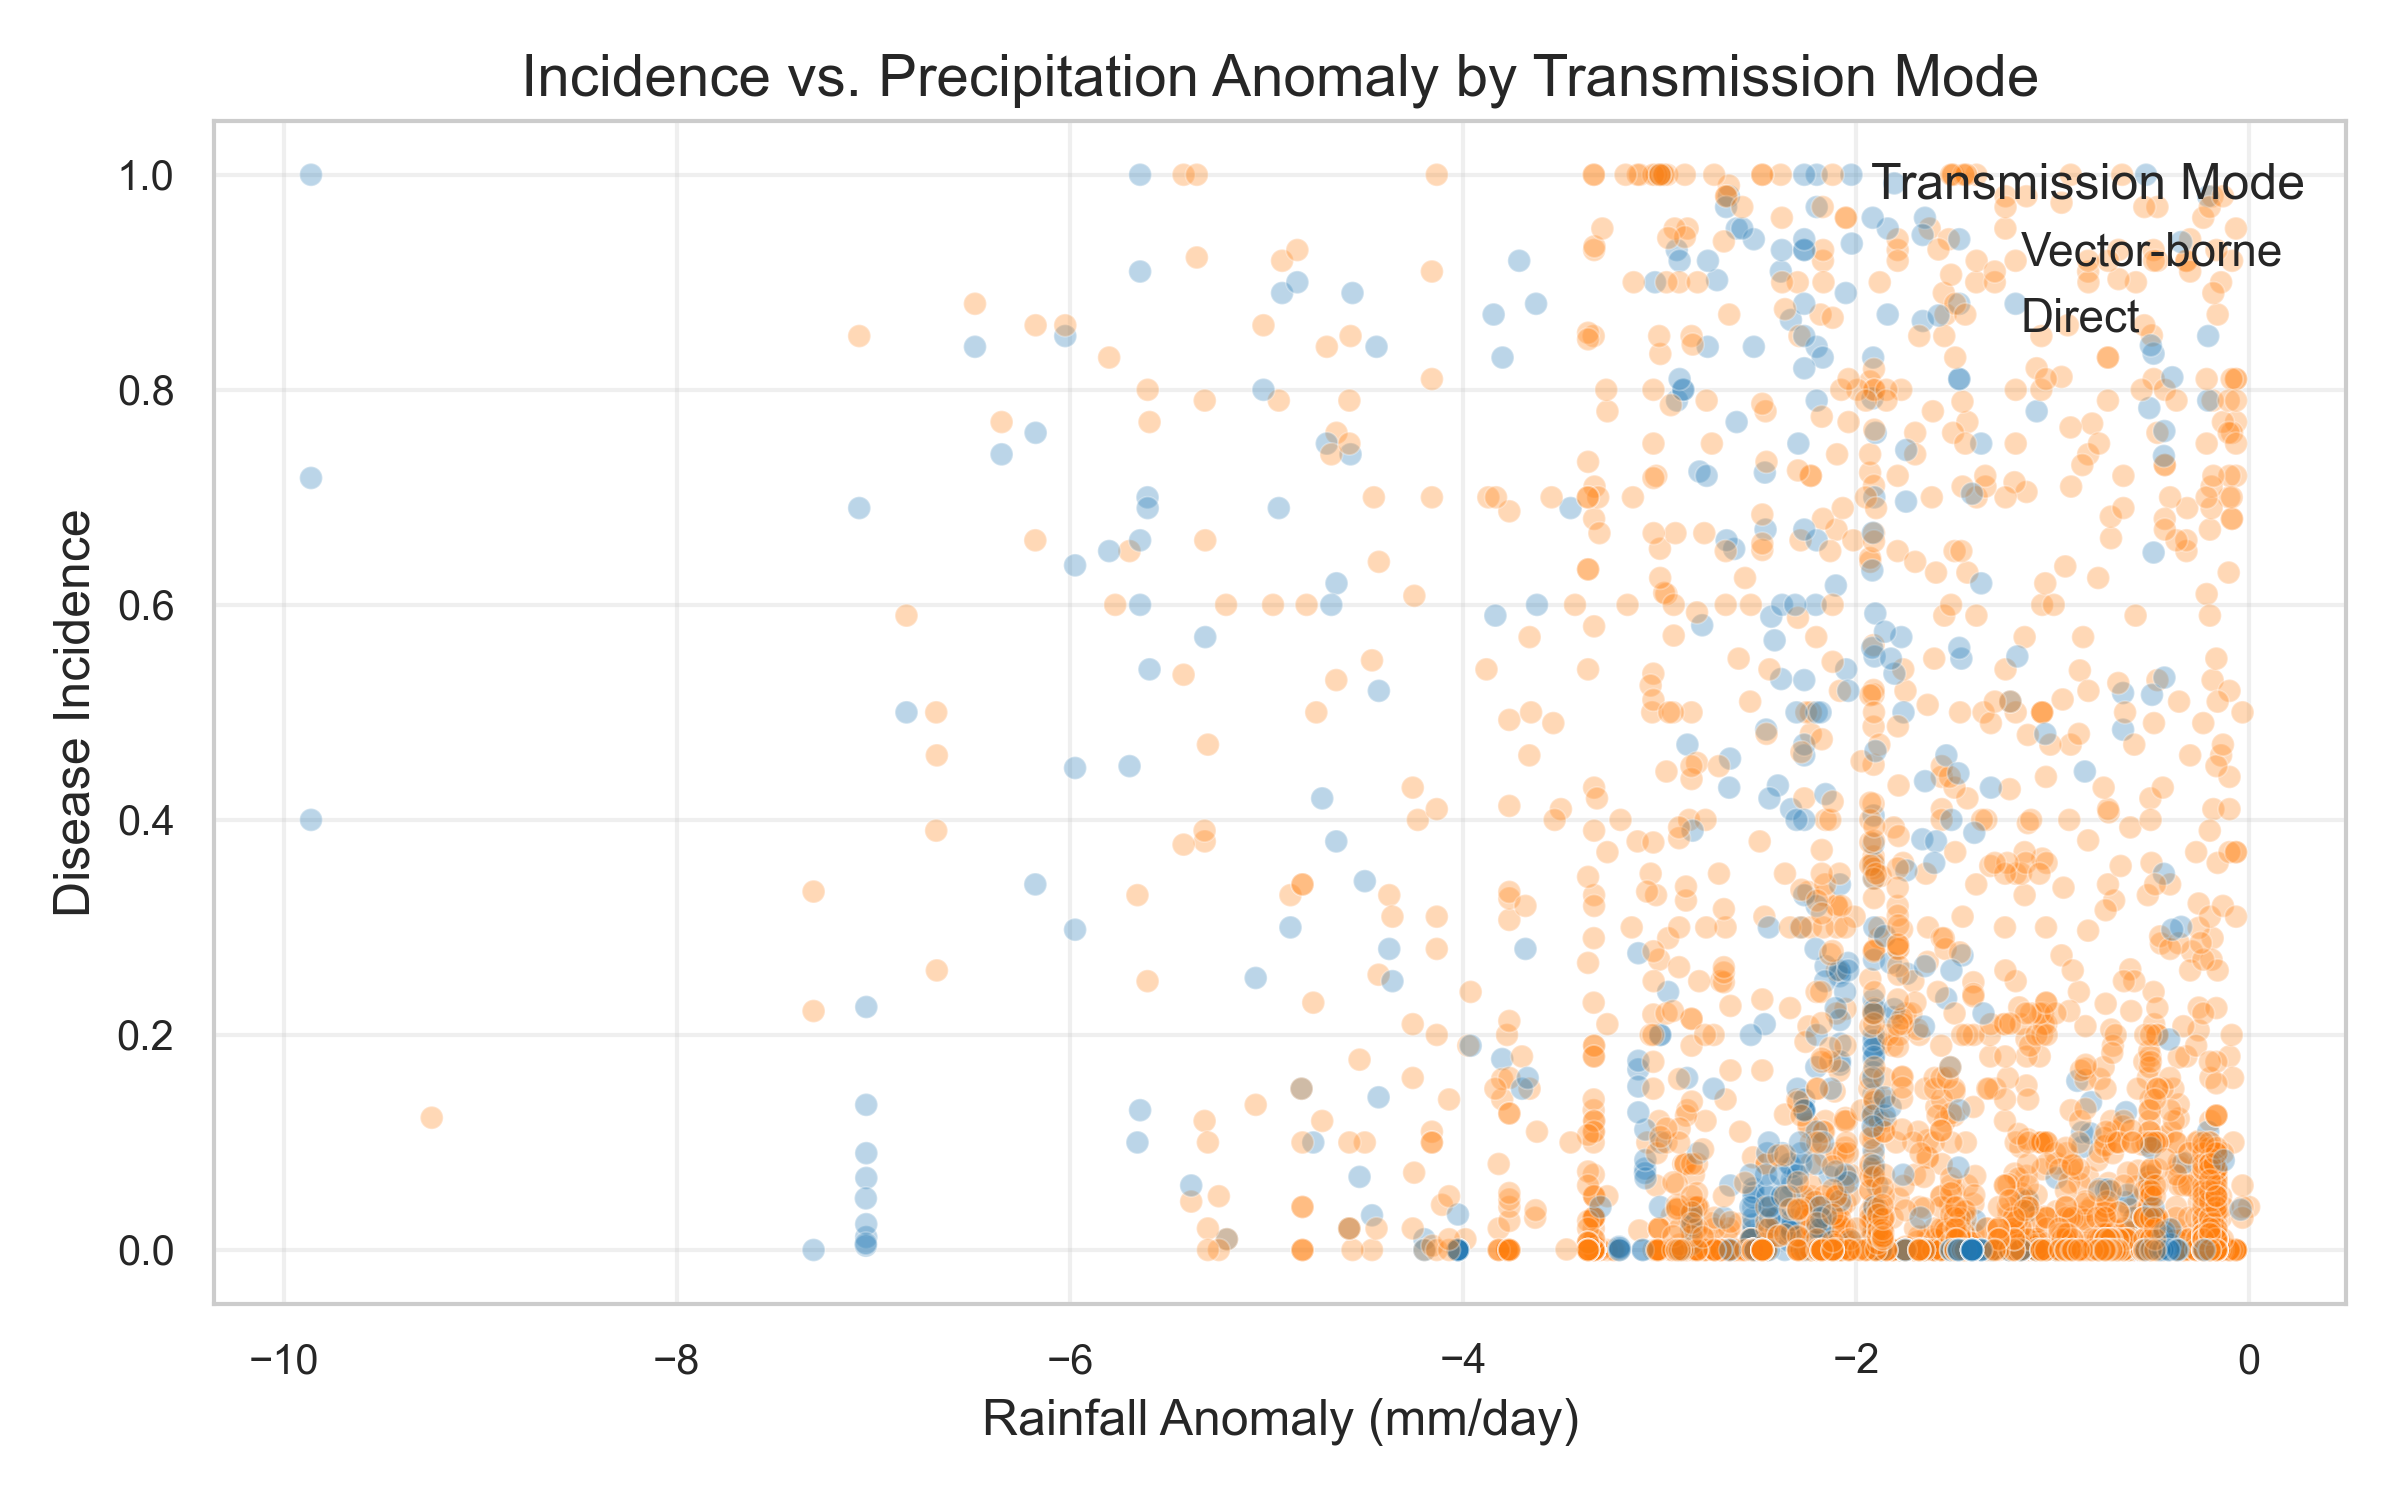 Incidence vs. Precipitation Anomaly by Transmission Mode
Transmission Mode
Vector-borne
Direct
1.0
0.8
0.6
0.4
0.2
0.0
Disease Incidence
−10
−8
−6
−4
−2
0
Rainfall Anomaly (mm/day)